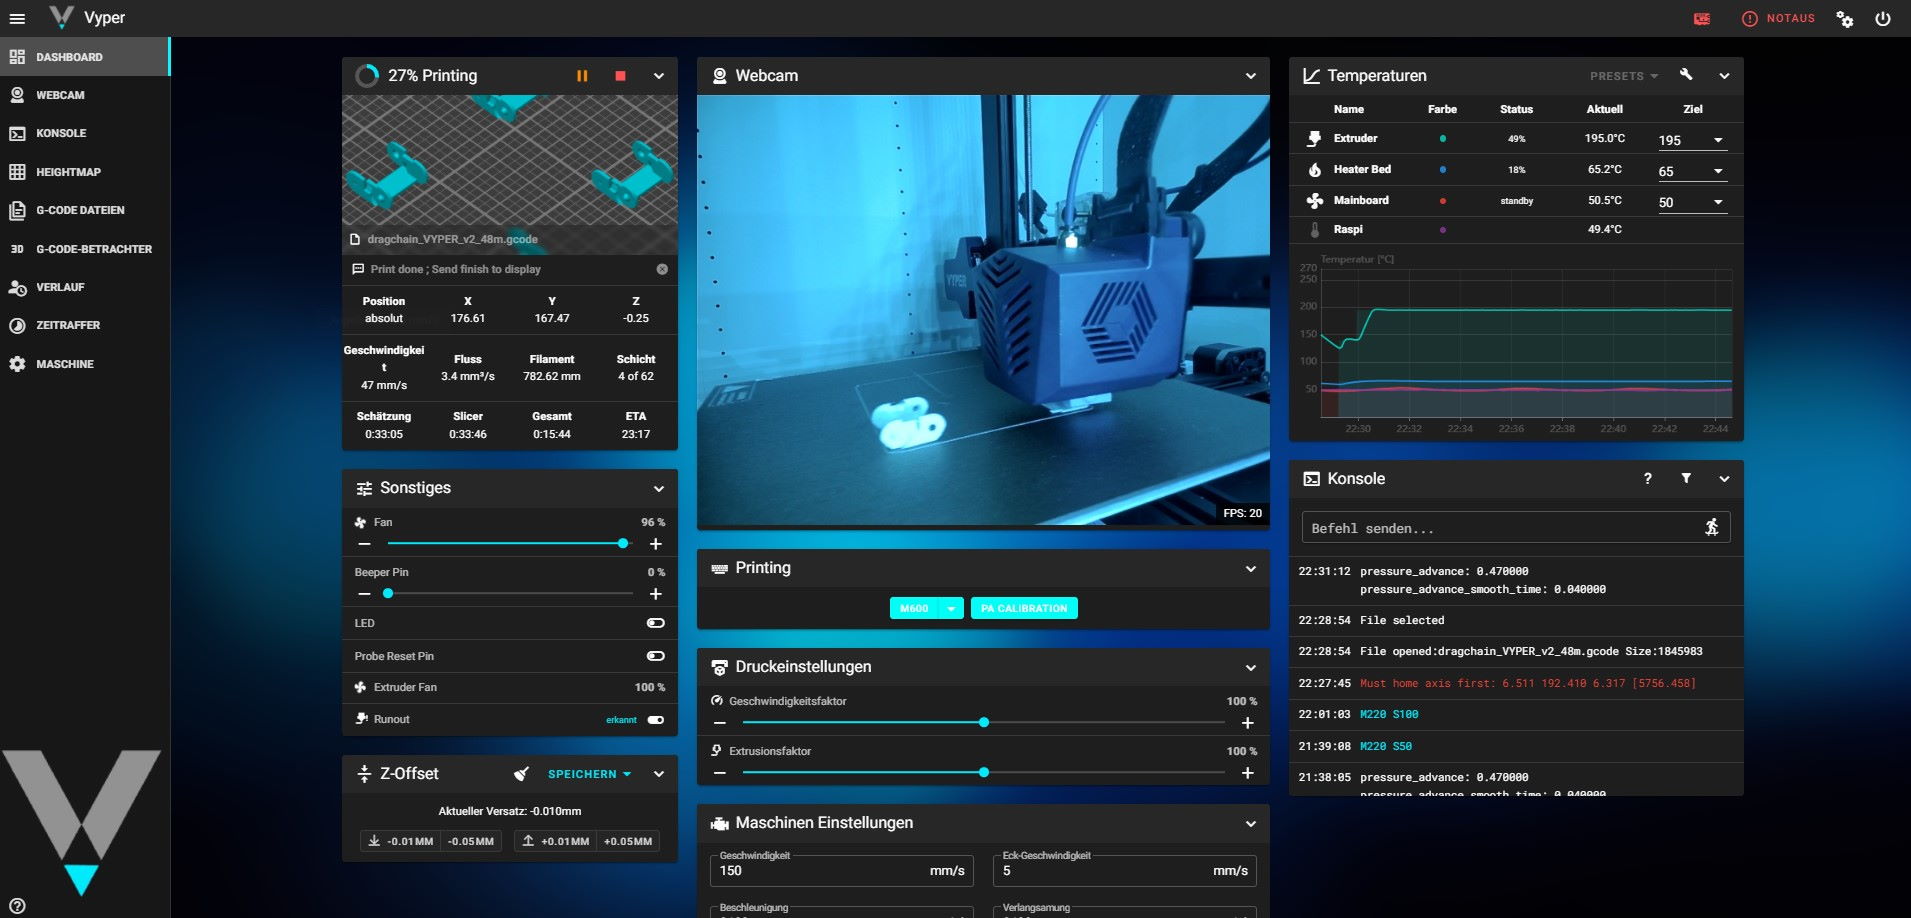 Vyper
NOTAUS
DASHBOARD
WEBCAM
KONSOLE
HEIGHTMAP
G-CODE DATEIEN
3D G-CODE-BETRACHTER
VERLAUF
ZEITRAFFER
MASCHINE
27% Printing
dragchain_VYPER_v2_48m.gcode
Print done ; Send finish to display
Position X Y Z
absolut 176.61 167.47 -0.25
Geschwindigkei
t
47 mm/s
Fluss Filament Schicht
3.4 mm³/s 782.62 mm 4 of 62
Schätzung Slicer Gesamt ETA
0:33:05 0:33:46 0:15:44 23:17
Sonstiges
Fan 96 %
Beeper Pin 0 %
LED
Probe Reset Pin
Extruder Fan 100 %
Runout erkannt
Z-Offset SPEICHERN
Aktueller Versatz: -0.010mm
-0.01MM -0.05MM +0.01MM +0.05MM
Webcam
VYPER
FPS: 20
Printing
M600 PA CALIBRATION
Druckeinstellungen
Geschwindigkeitsfaktor 100 %
Extrusionsfaktor 100 %
Maschinen Einstellungen
Geschwindigkeit Eck-Geschwindigkeit
150 mm/s 5 mm/s
Beschleunigung Verlangsamung
Temperaturen PRESETS
Name Farbe Status Aktuell Ziel
Extruder 49% 195.0°C 195
Heater Bed 18% 65.2°C 65
Mainboard standby 50.5°C 50
Raspi 49.4°C
Temperatur [°C]
270
250
200
150
100
50
22:30 22:32 22:34 22:36 22:38 22:40 22:42 22:44
Konsole ?
Befehl senden...
22:31:12 pressure_advance: 0.470000
pressure_advance_smooth_time: 0.040000
22:28:54 File selected
22:28:54 File opened:dragchain_VYPER_v2_48m.gcode Size:1845983
22:27:45 Must home axis first: 6.511 192.410 6.317 [5756.458]
22:01:03 M220 S100
21:39:08 M220 S50
21:38:05 pressure_advance: 0.470000
pressure_advance_smooth_time: 0.040000